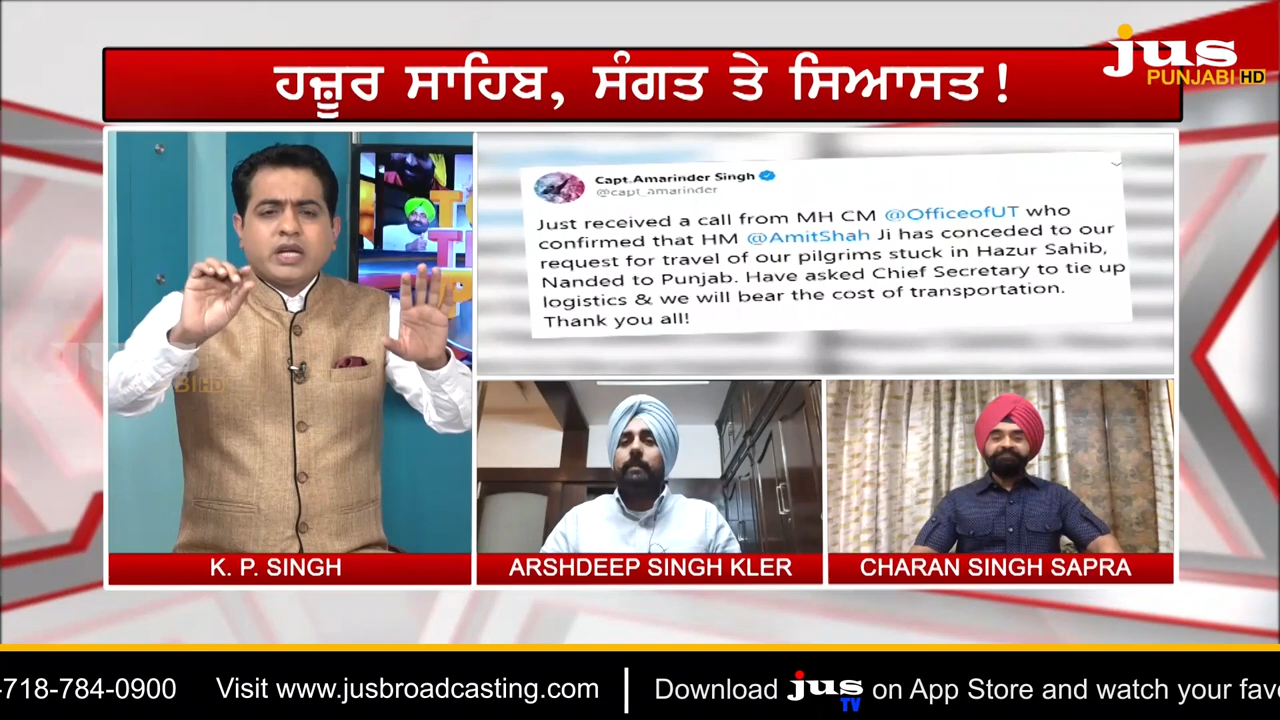 ਹਜ਼ੂਰ ਸਾਹਿਬ, ਸੰਗਤ ਤੇ ਸਿਆਸਤ!
jus
PUNJABI HD
Capt.Amarinder Singh
@capt_amarinder
Just received a call from MH CM @OfficeofUT who
confirmed that HM @AmitShah Ji has conceded to our
request for travel of our pilgrims stuck in Hazur Sahib,
Nanded to Punjab. Have asked Chief Secretary to tie up
logistics & we will bear the cost of transportation.
Thank you all!
K. P. SINGH
ARSHDEEP SINGH KLER
CHARAN SINGH SAPRA
-718-784-0900 Visit www.jusbroadcasting.com | Download jus TV on App Store and watch your favo